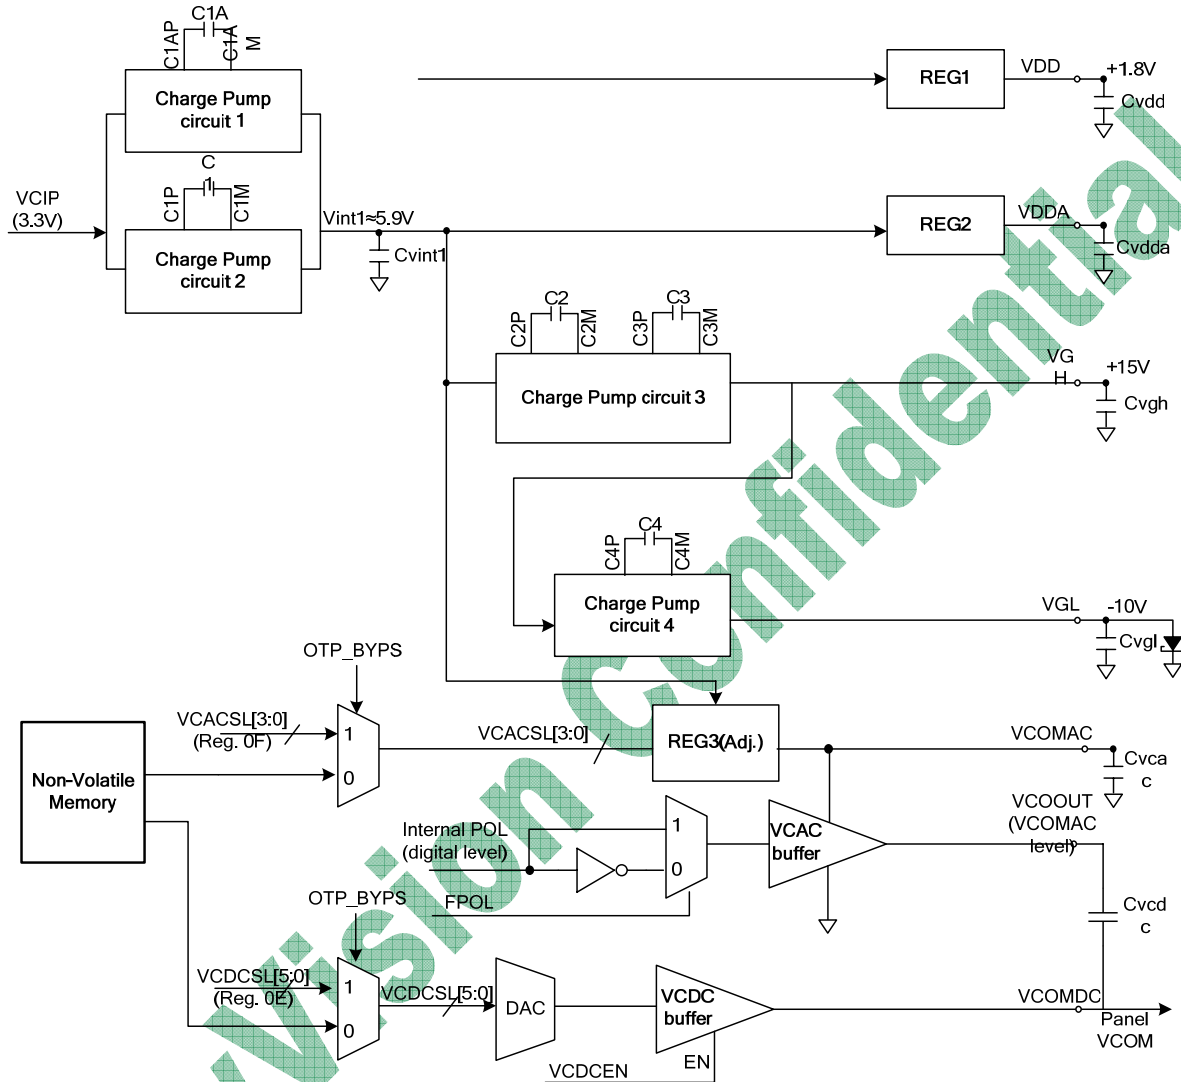 C1A
C1AP
C1A
M
Charge Pump
circuit 1
REG1
VDD
+1.8V
Cvdd
C
1
C1P
C1M
VCIP
(3.3V)
Charge Pump
circuit 2
Vint1≈5.9V
Cvint1
REG2
VDDA
Cvdda
C2
C2P
C2M
C3
C3P
C3M
Charge Pump circuit 3
VG
H
+15V
Cvgh
C4
C4P
C4M
Charge Pump
circuit 4
VGL
-10V
Cvgl
OTP_BYPS
VCACSL[3:0]
(Reg. 0F)
1
0
VCACSL[3:0]
REG3(Adj.)
VCOMAC
Cvca
c
Non-Volatile
Memory
Internal POL
(digital level)
1
0
FPOL
VCAC
buffer
VCOOUT
(VCOMAC
level)
Cvcd
c
OTP_BYPS
VCDCSL[5:0]
(Reg. 0E)
1
0
VCDCSL[5:0]
DAC
VCDC
buffer
EN
VCDCEN
VCOMDC
Panel
VCOM
Vision Confidential